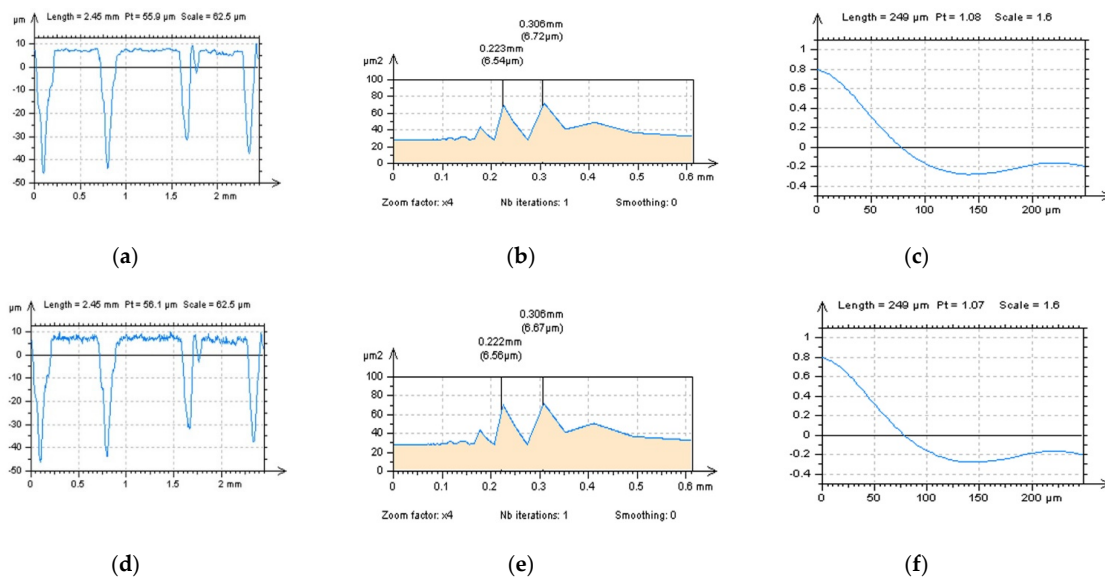 Length = 2.45 mm Pt = 55.9 µm Scale = 62.5 µm
µm
10
0
-10
-20
-30
-40
-50
0 0.5 1 1.5 2 mm
(a)
0.306mm
(6.72µm)
0.223mm
(6.54µm)
µm2
100
80
60
40
20
0
0 0.1 0.2 0.3 0.4 0.5 0.6 mm
Zoom factor: x4 Nb iterations: 1 Smoothing: 0
(b)
Length = 249 µm Pt = 1.08 Scale = 1.6
1
0.8
0.6
0.4
0.2
0
-0.2
-0.4
0 50 100 150 200 µm
(c)
Length = 2.45 mm Pt = 56.1 µm Scale = 62.5 µm
µm
10
0
-10
-20
-30
-40
-50
0 0.5 1 1.5 2 mm
(d)
0.306mm
(6.67µm)
0.222mm
(6.56µm)
µm2
100
80
60
40
20
0
0 0.1 0.2 0.3 0.4 0.5 0.6 mm
Zoom factor: x4 Nb iterations: 1 Smoothing: 0
(e)
Length = 249 µm Pt = 1.07 Scale = 1.6
1
0.8
0.6
0.4
0.2
0
-0.2
-0.4
0 50 100 150 200 µm
(f)